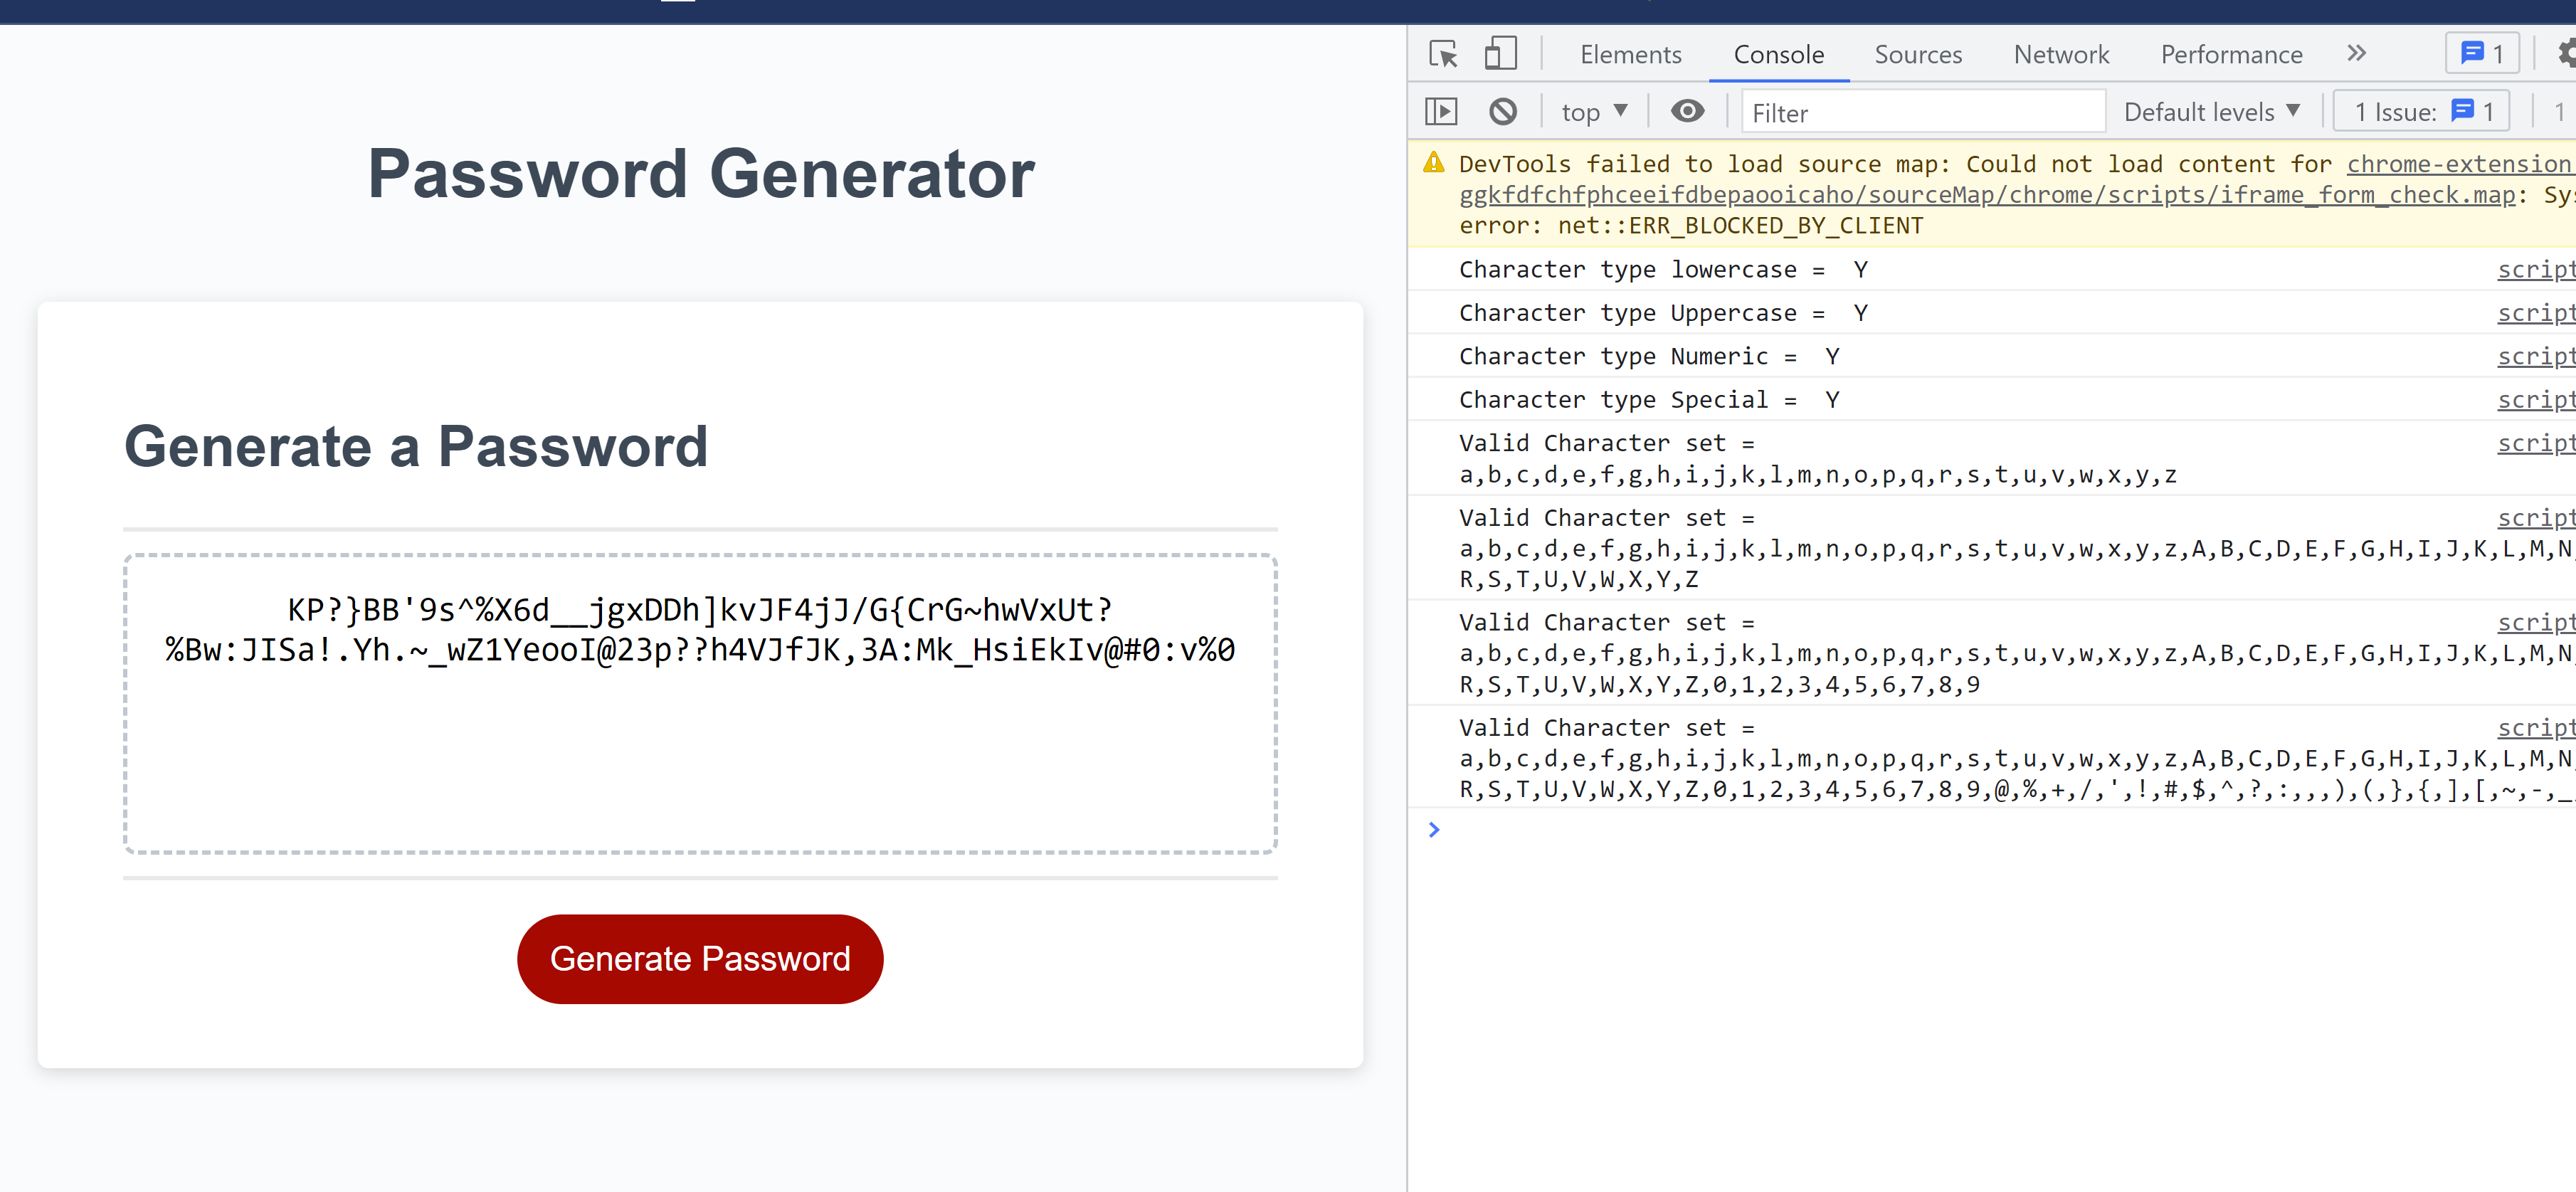 Password Generator
Generate a Password
KP?}BB'9s^%X6d__jgxDDh]kvJF4jJ/G{CrG~hwVxUt?
%Bw:JISa!.Yh.~_wZ1YeooI@23p??h4VJfJK,3A:Mk_HsiEkIv@#0:v%0
Generate Password
Elements Console Sources Network Performance 1
top Filter Default levels 1 Issue: 1 1
DevTools failed to load source map: Could not load content for chrome-extension
ggkfdfchfphceeifdbepaooicaho/sourceMap/chrome/scripts/iframe_form_check.map: Sys
error: net::ERR_BLOCKED_BY_CLIENT
Character type lowercase =  Y script
Character type Uppercase =  Y script
Character type Numeric =  Y script
Character type Special =  Y script
Valid Character set = script
a,b,c,d,e,f,g,h,i,j,k,l,m,n,o,p,q,r,s,t,u,v,w,x,y,z
Valid Character set = script
a,b,c,d,e,f,g,h,i,j,k,l,m,n,o,p,q,r,s,t,u,v,w,x,y,z,A,B,C,D,E,F,G,H,I,J,K,L,M,N
R,S,T,U,V,W,X,Y,Z
Valid Character set = script
a,b,c,d,e,f,g,h,i,j,k,l,m,n,o,p,q,r,s,t,u,v,w,x,y,z,A,B,C,D,E,F,G,H,I,J,K,L,M,N
R,S,T,U,V,W,X,Y,Z,0,1,2,3,4,5,6,7,8,9
Valid Character set = script
a,b,c,d,e,f,g,h,i,j,k,l,m,n,o,p,q,r,s,t,u,v,w,x,y,z,A,B,C,D,E,F,G,H,I,J,K,L,M,N
R,S,T,U,V,W,X,Y,Z,0,1,2,3,4,5,6,7,8,9,@,%,+,/,',!,#,$,^,?,:,,,),(,},{,],[,~,-,_